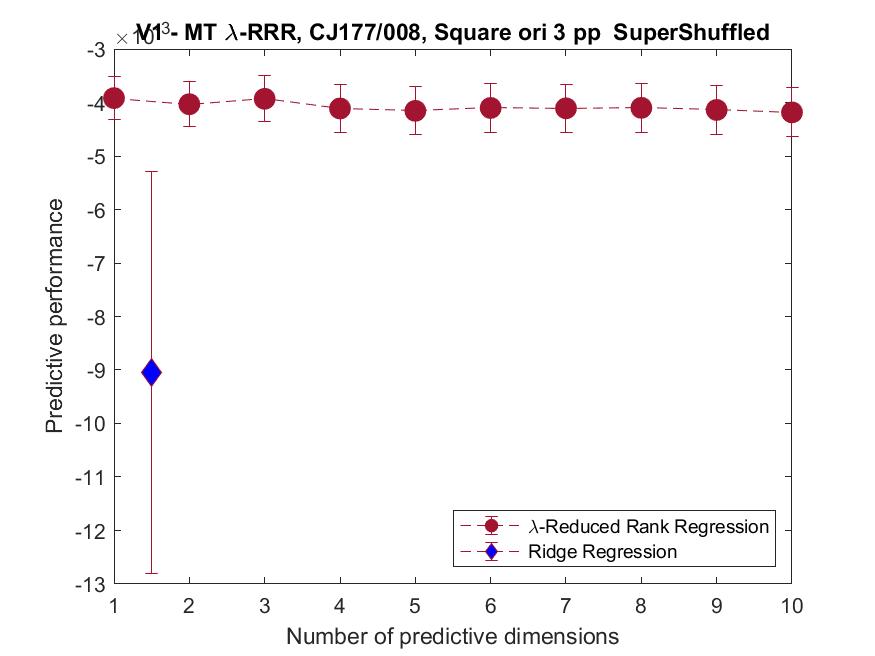 V1 - MT λ-RRR, CJ177/008, Square ori 3 pp  SuperShuffled
×10-3
-3
-4
-5
-6
-7
-8
-9
-10
-11
-12
-13
Predictive performance
λ-Reduced Rank Regression
Ridge Regression
1 2 3 4 5 6 7 8 9 10
Number of predictive dimensions